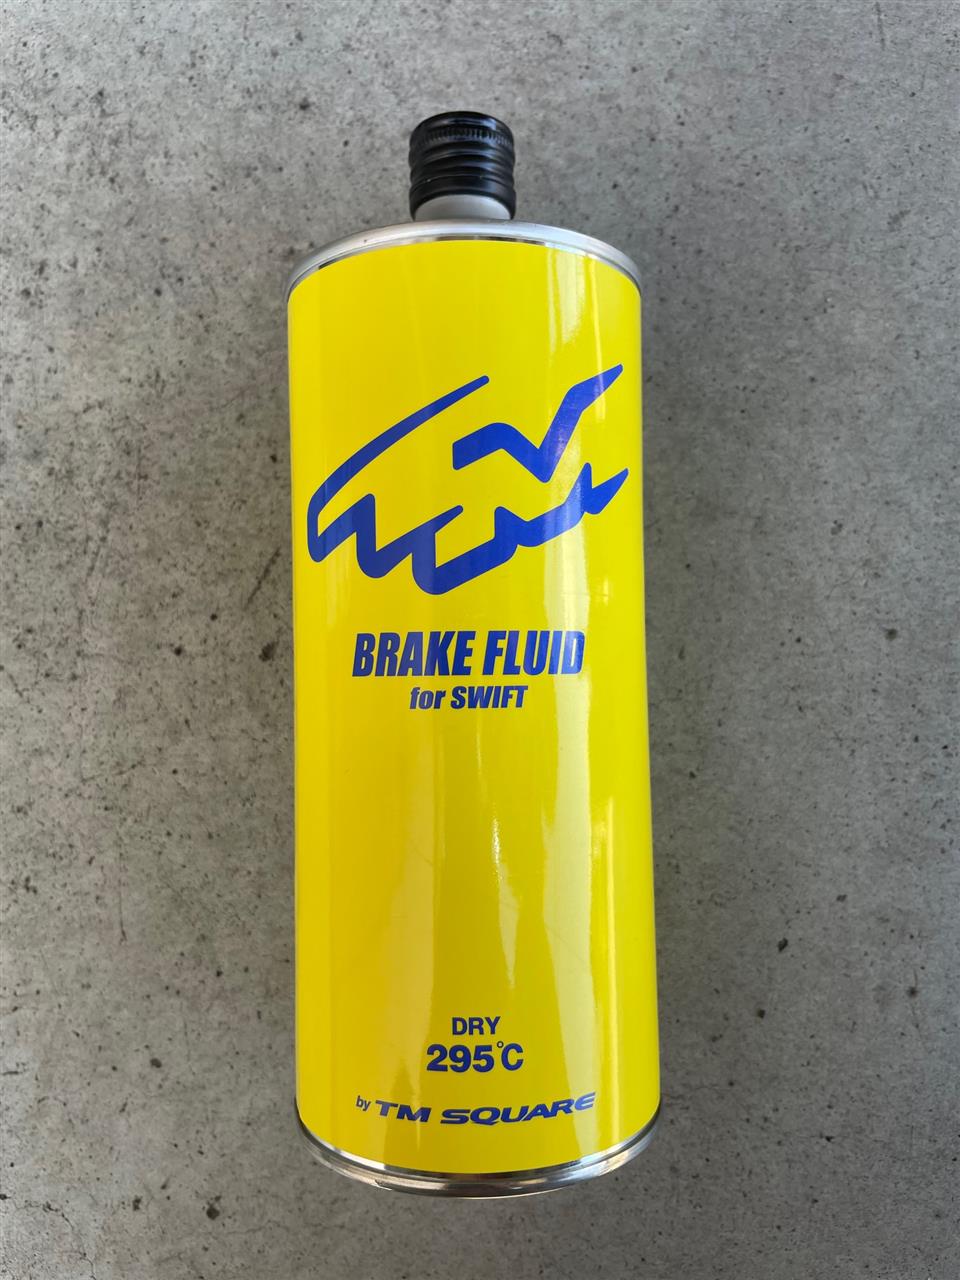 BRAKE FLUID
for SWIFT
DRY
295℃
by TM SQUARE